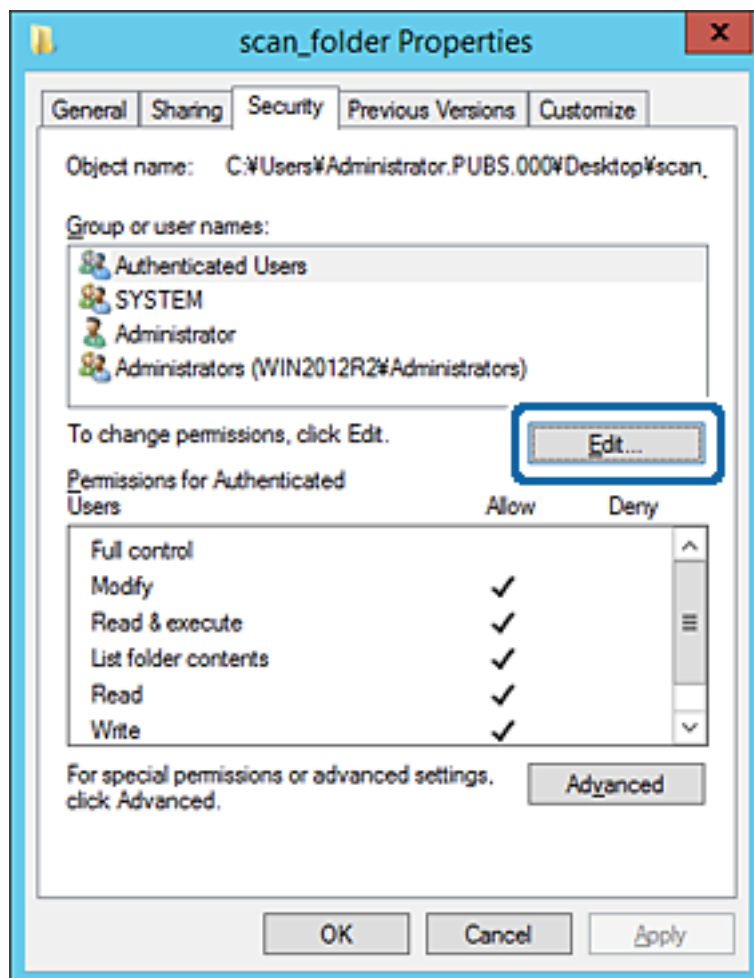 scan_folder Properties
x
General Sharing Security Previous Versions Customize
Object name: C:¥Users¥Administrator.PUBS.000¥Desktop¥scan_
Group or user names:
Authenticated Users
SYSTEM
Administrator
Administrators (WIN2012R2¥Administrators)
To change permissions, click Edit.
Edit...
Permissions for Authenticated
Users Allow Deny
Full control
Modify
Read & execute
List folder contents
Read
Write
For special permissions or advanced settings,
click Advanced.
Advanced
OK Cancel Apply